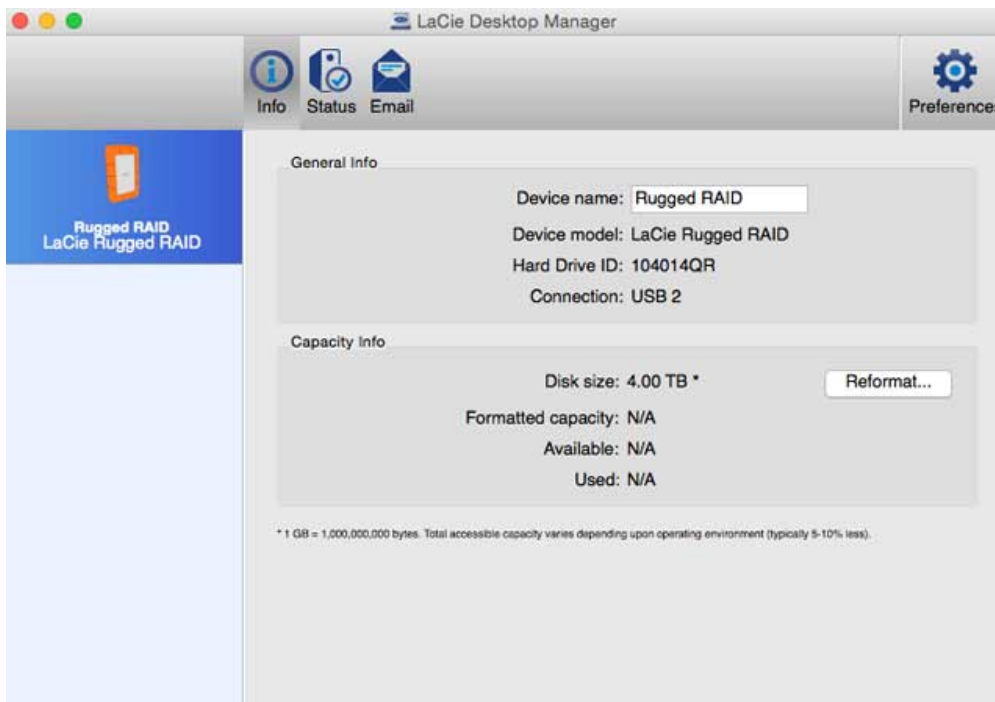 LaCie Desktop Manager
Info Status Email Preference
Rugged RAID
LaCie Rugged RAID
General Info
Device name: Rugged RAID
Device model: LaCie Rugged RAID
Hard Drive ID: 104014QR
Connection: USB 2
Capacity Info
Disk size: 4.00 TB * Reformat...
Formatted capacity: N/A
Available: N/A
Used: N/A
* 1 GB = 1,000,000,000 bytes. Total accessible capacity varies depending upon operating environment (typically 5-10% less).